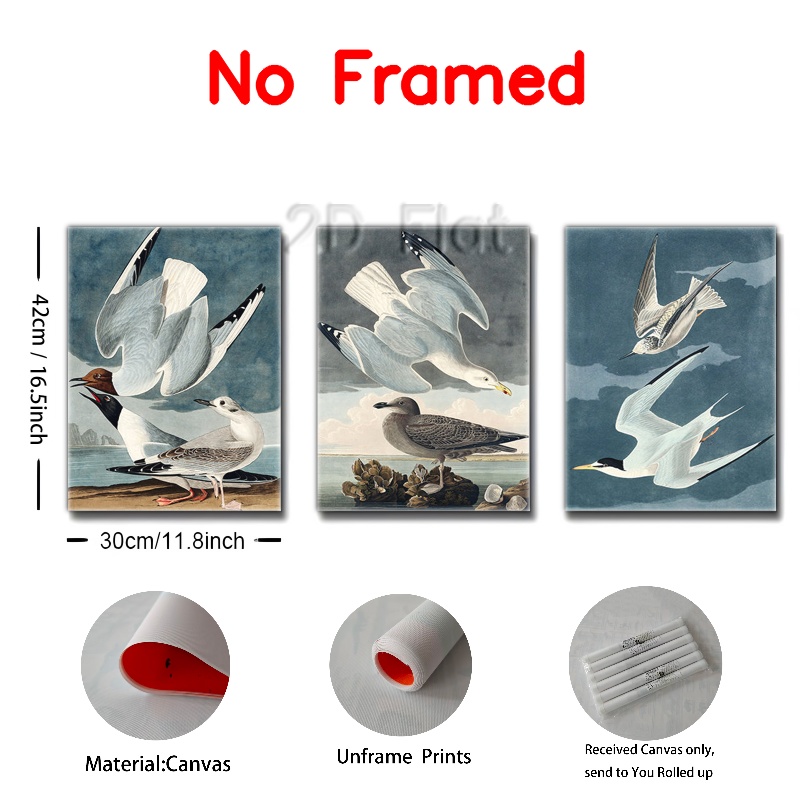 No Framed
2D Flat
42cm / 16.5inch
30cm/11.8inch
Material:Canvas
Unframe Prints
Received Canvas only,
send to You Rolled up